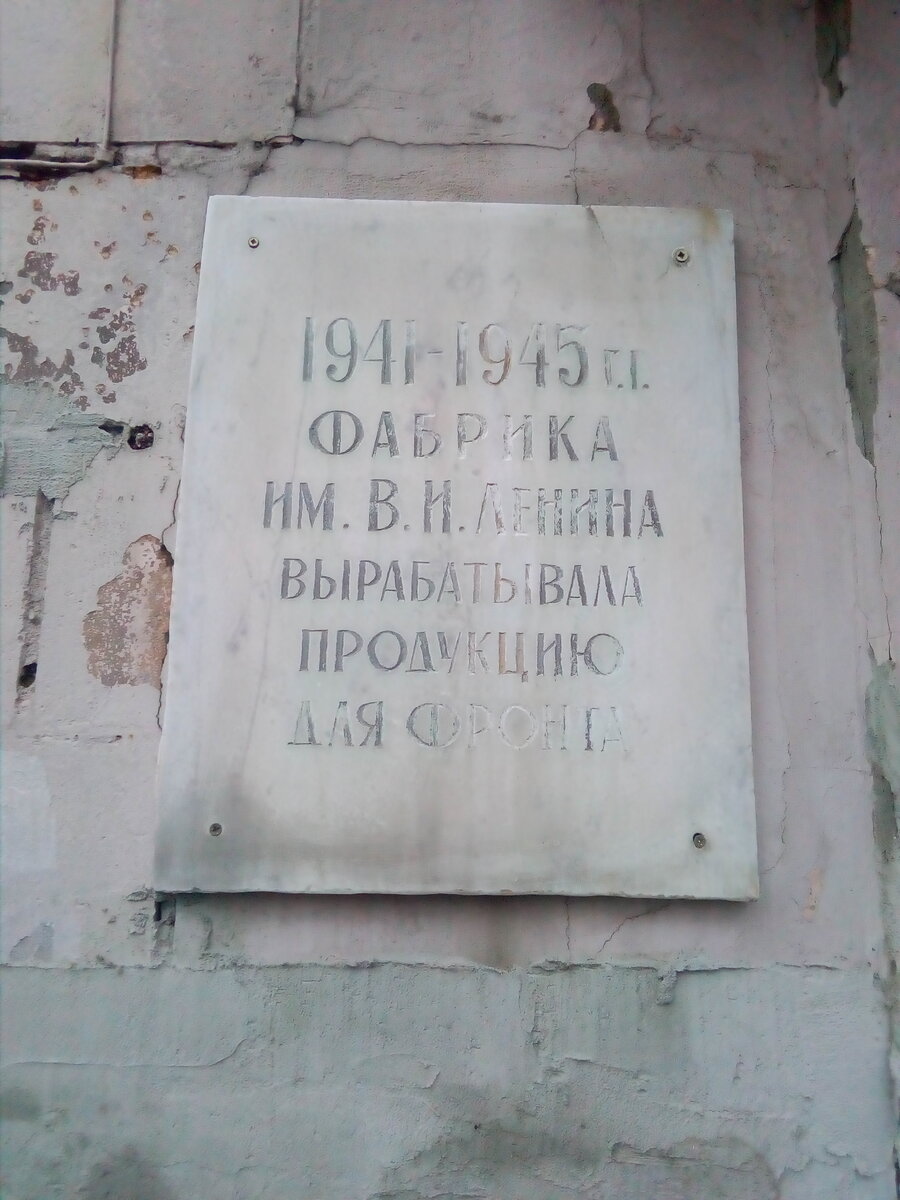 1941-1945 г.г.
ФАБРИКА
ИМ. В. И. ЛЕНИНА
ВЫРАБАТЫВАЛА
ПРОДУКЦИЮ
ДЛЯ ФРОНТА